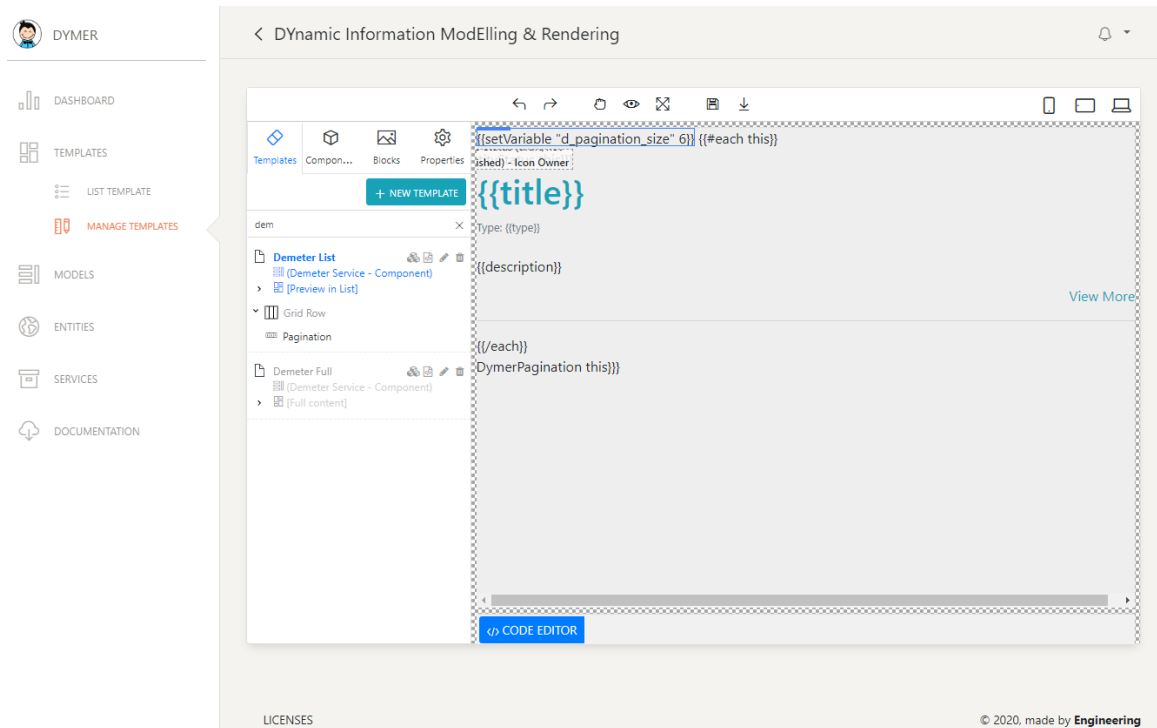 DYMER
DYnamic Information ModElling & Rendering
DASHBOARD
TEMPLATES
LIST TEMPLATE
MANAGE TEMPLATES
MODELS
ENTITIES
SERVICES
DOCUMENTATION
Templates Compon... Blocks Properties
+ NEW TEMPLATE
dem
Demeter List
(Demeter Service - Component)
[Preview in List]
Grid Row
Pagination
Demeter Full
(Demeter Service - Component)
[Full content]
{{setVariable "d_pagination_size" 6}} {{#each this}}
ished) - Icon Owner
{{title}}
Type: {{type}}
{{description}}
View More
{{/each}}
DymerPagination this}}}
</> CODE EDITOR
LICENSES
© 2020, made by Engineering